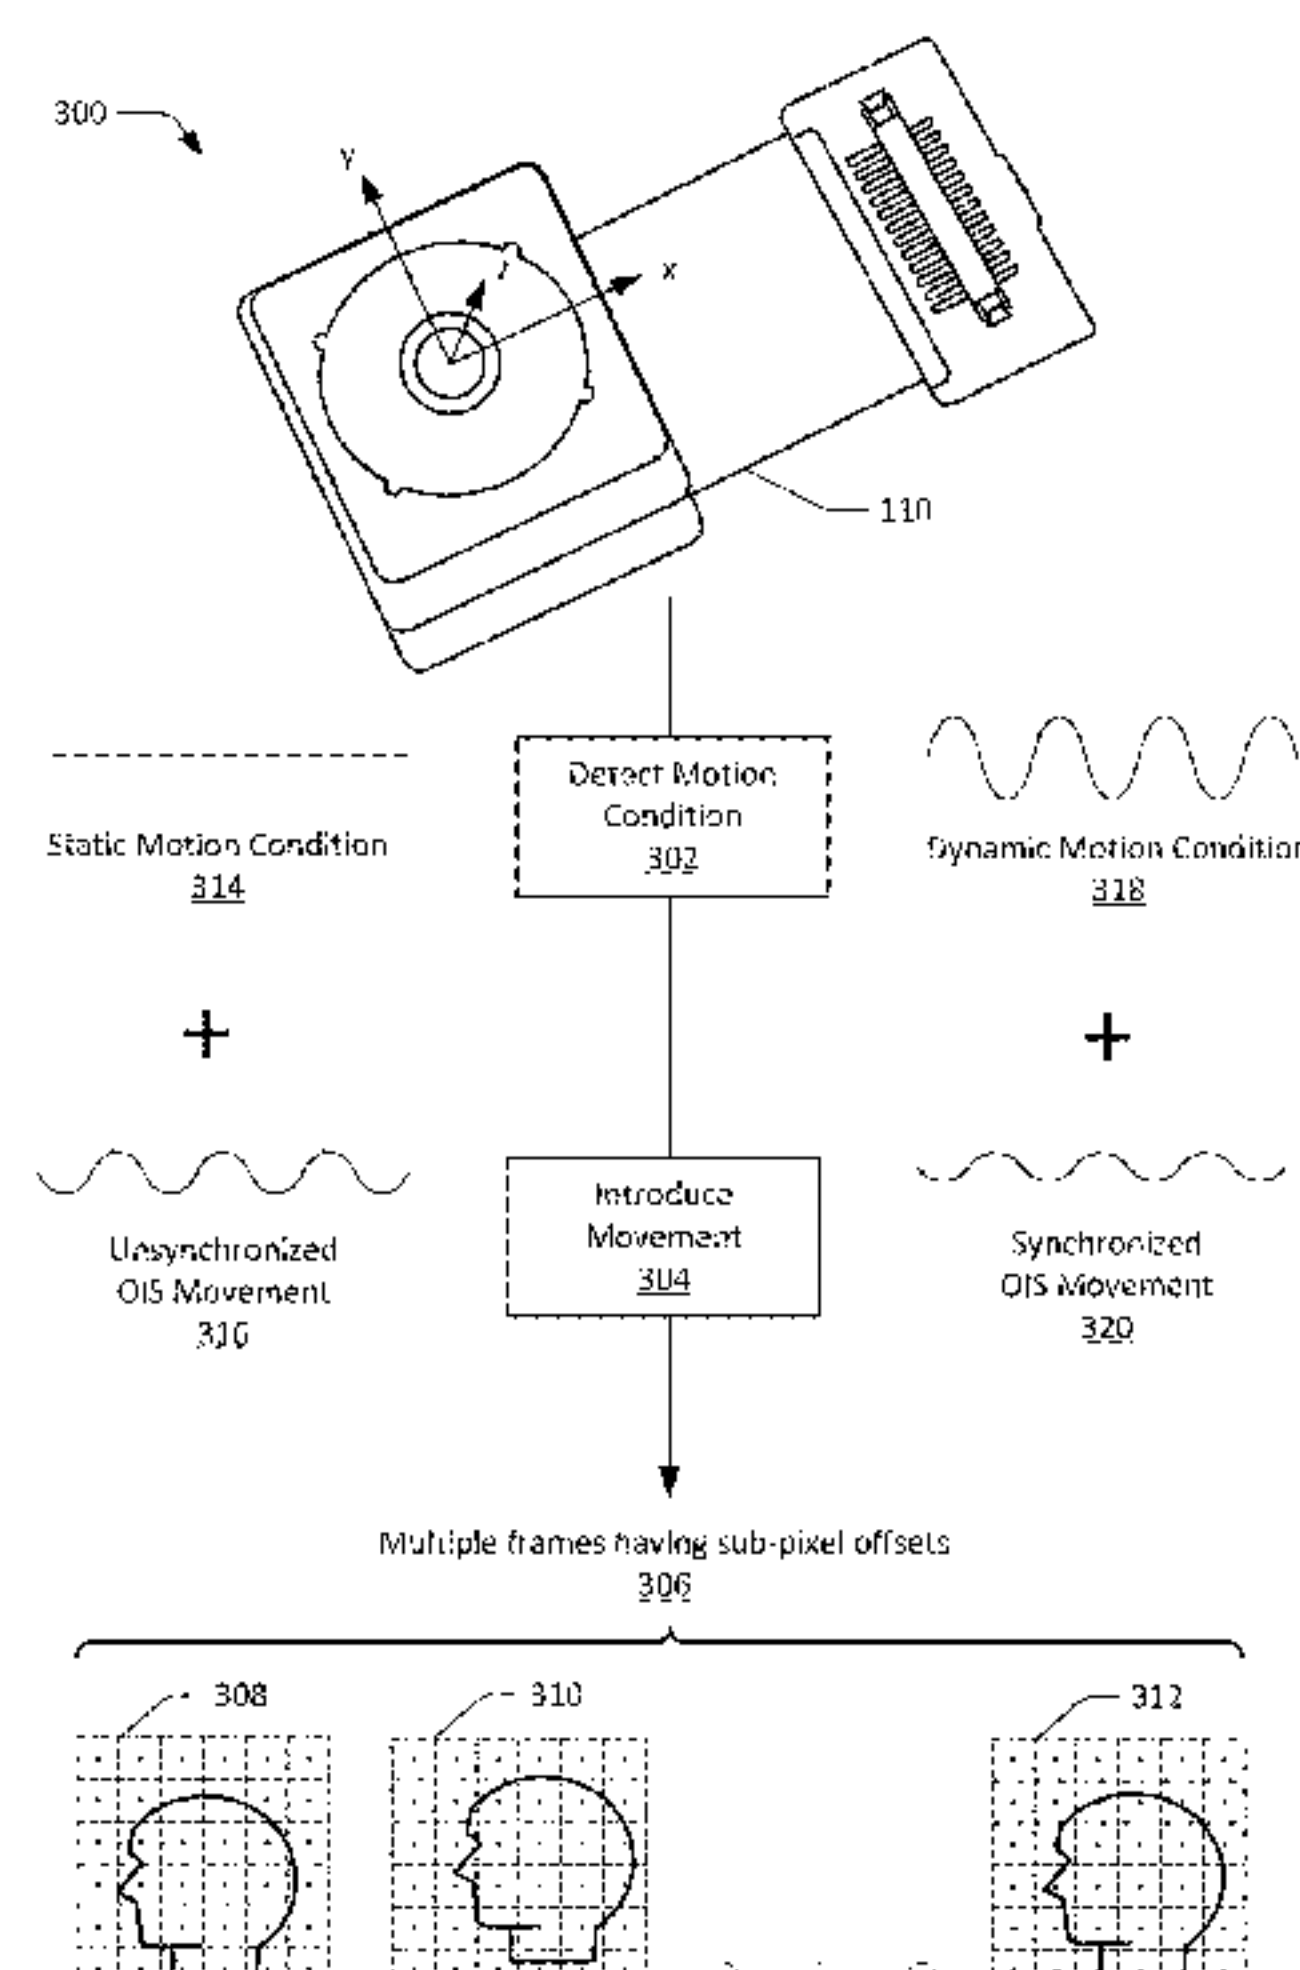 300
y
x
110
Detect Motion
Condition
302
Static Motion Condition
314
Dynamic Motion Condition
318
+
+
Introduce
Movement
304
Unsynchronized
OIS Movement
316
Synchronized
OIS Movement
320
Multiple frames having sub-pixel offsets
306
308
310
312